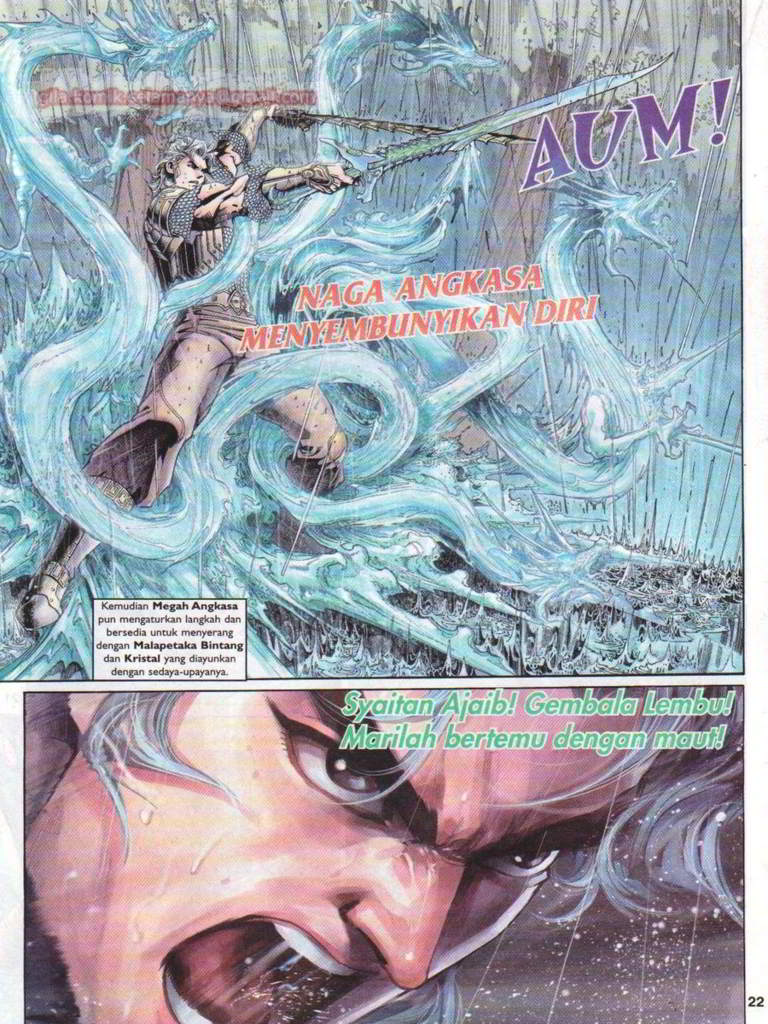 AUM!
NAGA ANGKASA
MENYEMBUNYIKAN DIRI
Kemudian Megah Angkasa
pun mengaturkan langkah dan
bersedia untuk menyerang
dengan Malapetaka Bintang
dan Kristal yang diayunkan
dengan sedaya-upayanya.
Syaitan Ajaib! Gembala Lembu!
Marilah bertemu dengan maut!
22